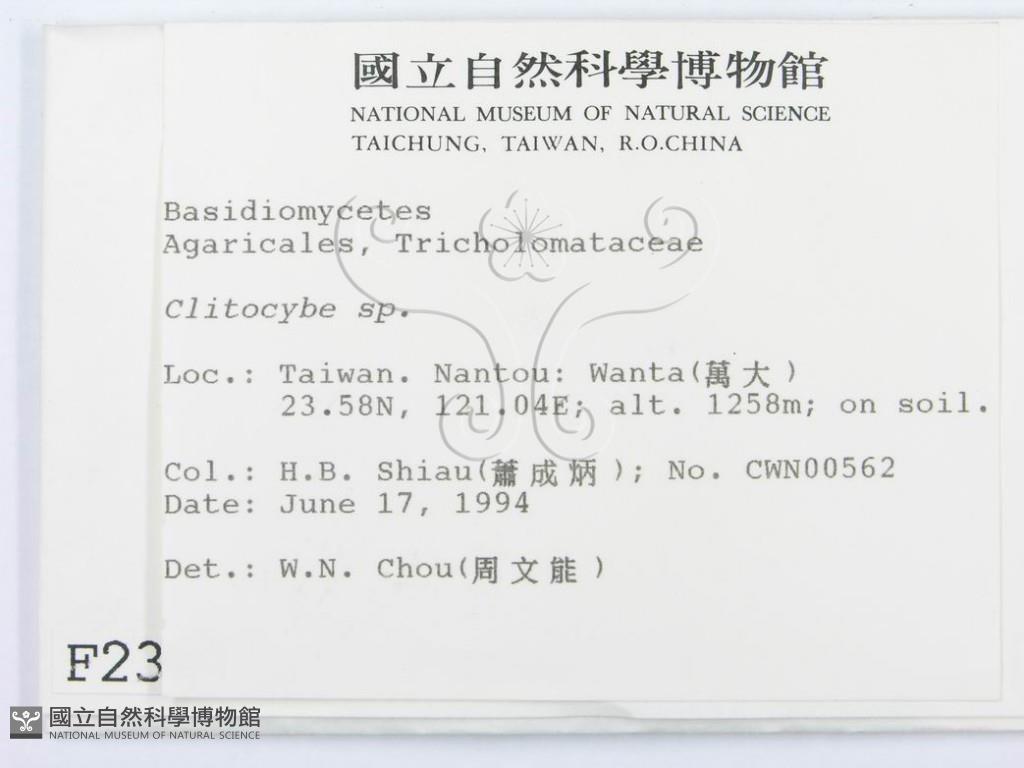 國立自然科學博物館
NATIONAL MUSEUM OF NATURAL SCIENCE
TAICHUNG, TAIWAN, R.O.CHINA
Basidiomycetes
Agaricales, Tricholomataceae
Clitocybe sp.
Loc.: Taiwan. Nantou: Wanta(萬大)
23.58N, 121.04E; alt. 1258m; on soil.
Col.: H.B. Shiau(蕭成炳); No. CWN00562
Date: June 17, 1994
Det.: W.N. Chou(周文能)
F23
國立自然科學博物館
NATIONAL MUSEUM OF NATURAL SCIENCE